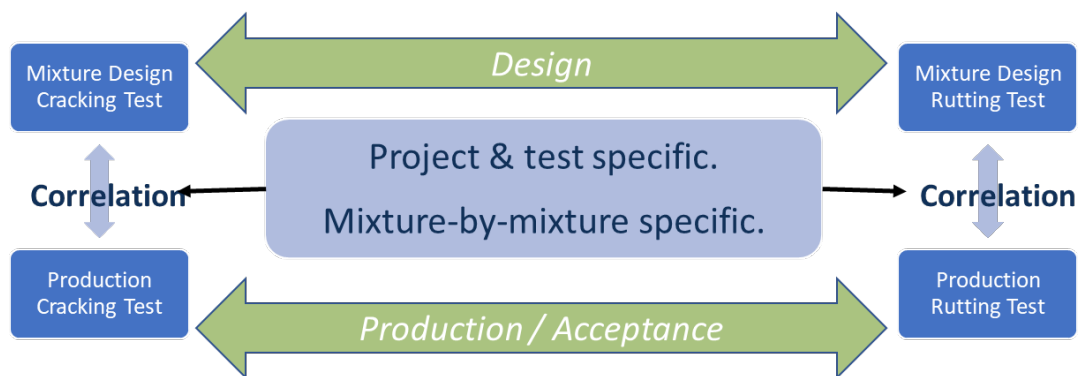 Design
Mixture Design
Cracking Test
Mixture Design
Rutting Test
Project & test specific.
Mixture-by-mixture specific.
Correlation
Correlation
Production
Cracking Test
Production
Rutting Test
Production / Acceptance